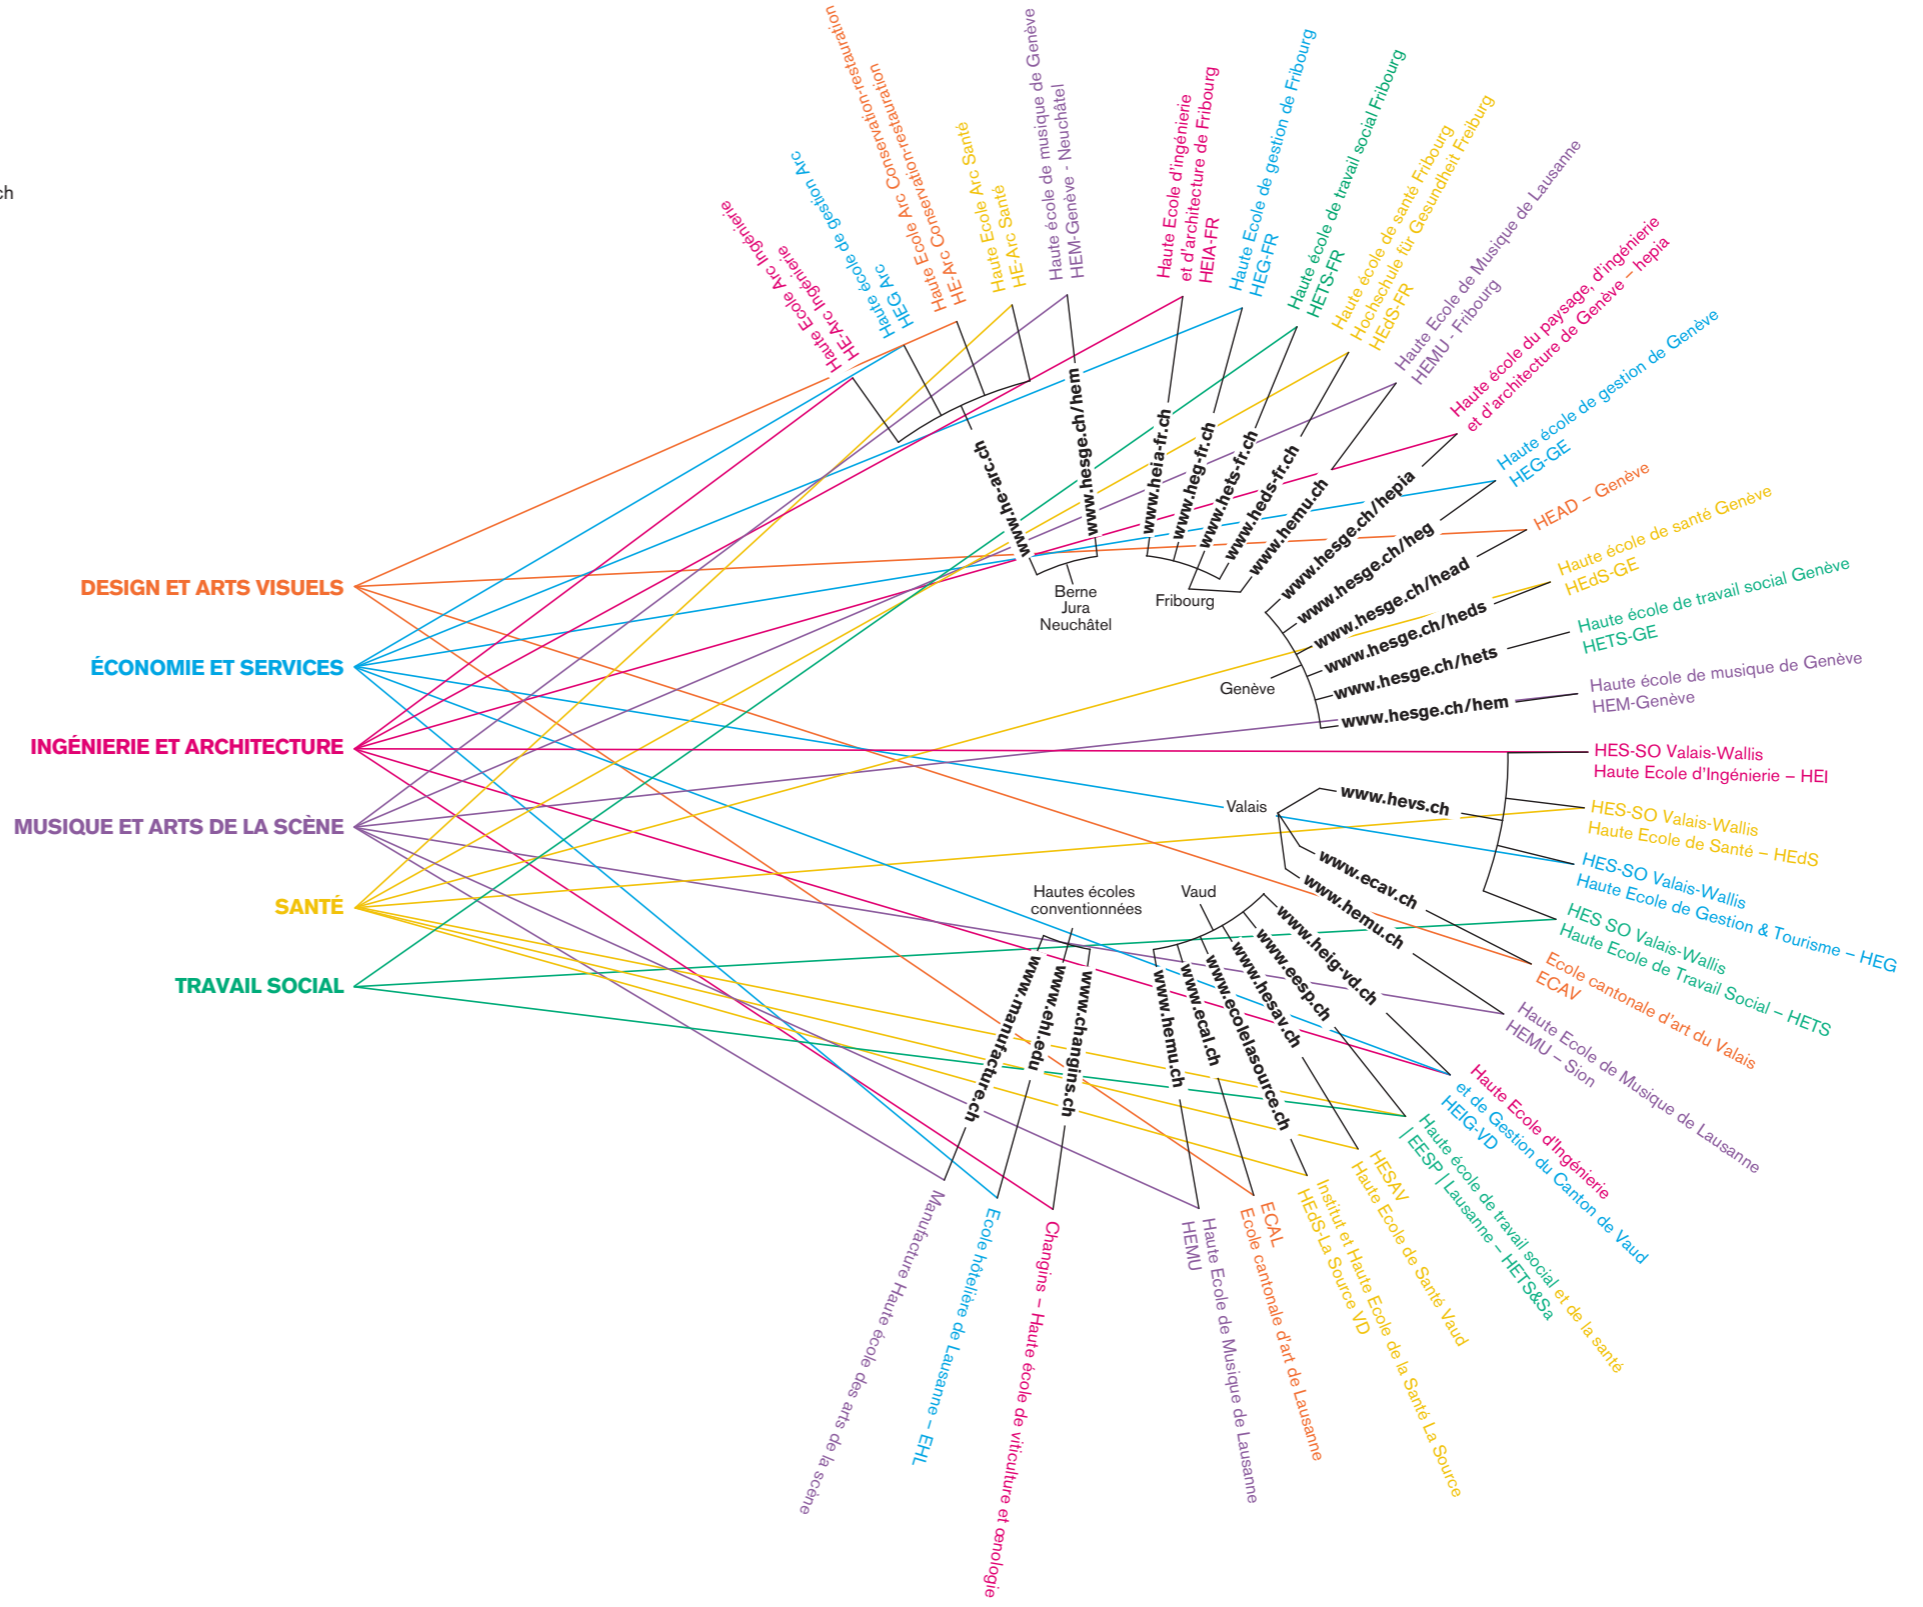 ch
DESIGN ET ARTS VISUELS
ÉCONOMIE ET SERVICES
INGÉNIERIE ET ARCHITECTURE
MUSIQUE ET ARTS DE LA SCÈNE
SANTÉ
TRAVAIL SOCIAL
Haute Ecole Arc Ingénierie
HE-Arc Ingénierie
Haute école de gestion Arc
HEG Arc
Haute Ecole Arc Conservation-restauration
HE-Arc Conservation-restauration
Haute Ecole Arc Santé
HE-Arc Santé
Haute école de musique de Genève
HEM-Genève - Neuchâtel
www.he-arc.ch
www.hesge.ch/hem
Berne
Jura
Neuchâtel
Haute Ecole d'ingénierie
et d'architecture de Fribourg
HEIA-FR
Haute Ecole de gestion de Fribourg
HEG-FR
Haute école de travail social Fribourg
HETS-FR
Haute école de santé Fribourg
Hochschule für Gesundheit Freiburg
HEdS-FR
Haute Ecole de Musique de Lausanne
HEMU - Fribourg
www.heia-fr.ch
www.heg-fr.ch
www.hets-fr.ch
www.heds-fr.ch
www.hemu.ch
Fribourg
Haute école du paysage, d'ingénierie
et d'architecture de Genève – hepia
Haute école de gestion de Genève
HEG-GE
HEAD – Genève
Haute école de santé Genève
HEdS-GE
Haute école de travail social Genève
HETS-GE
Haute école de musique de Genève
HEM-Genève
www.hesge.ch/hepia
www.hesge.ch/heg
www.hesge.ch/head
www.hesge.ch/heds
www.hesge.ch/hets
www.hesge.ch/hem
Genève
HES-SO Valais-Wallis
Haute Ecole d'Ingénierie – HEI
HES-SO Valais-Wallis
Haute Ecole de Santé – HEdS
HES-SO Valais-Wallis
Haute Ecole de Gestion & Tourisme – HEG
HES SO Valais-Wallis
Haute Ecole de Travail Social – HETS
Ecole cantonale d'art du Valais
ECAV
Haute Ecole de Musique de Lausanne
HEMU – Sion
Valais
www.hevs.ch
www.ecav.ch
www.hemu.ch
Vaud
www.heig-vd.ch
www.eesp.ch
www.hesav.ch
www.ecolelasource.ch
www.ecal.ch
www.hemu.ch
Haute Ecole d'Ingénierie
et de Gestion du Canton de Vaud
HEIG-VD
Haute école de travail social et de la santé
| EESP | Lausanne – HETS&Sa
HESAV
Haute Ecole de Santé Vaud
Institut et Haute Ecole de la Santé La Source
HEdS-La Source VD
ECAL
Ecole cantonale d'art de Lausanne
Haute Ecole de Musique de Lausanne
HEMU
Hautes écoles
conventionnées
www.changins.ch
www.ehl.edu
www.manufacture.ch
Changins – Haute école de viticulture et œnologie
Ecole hôtelière de Lausanne – EHL
Manufacture Haute école des arts de la scène